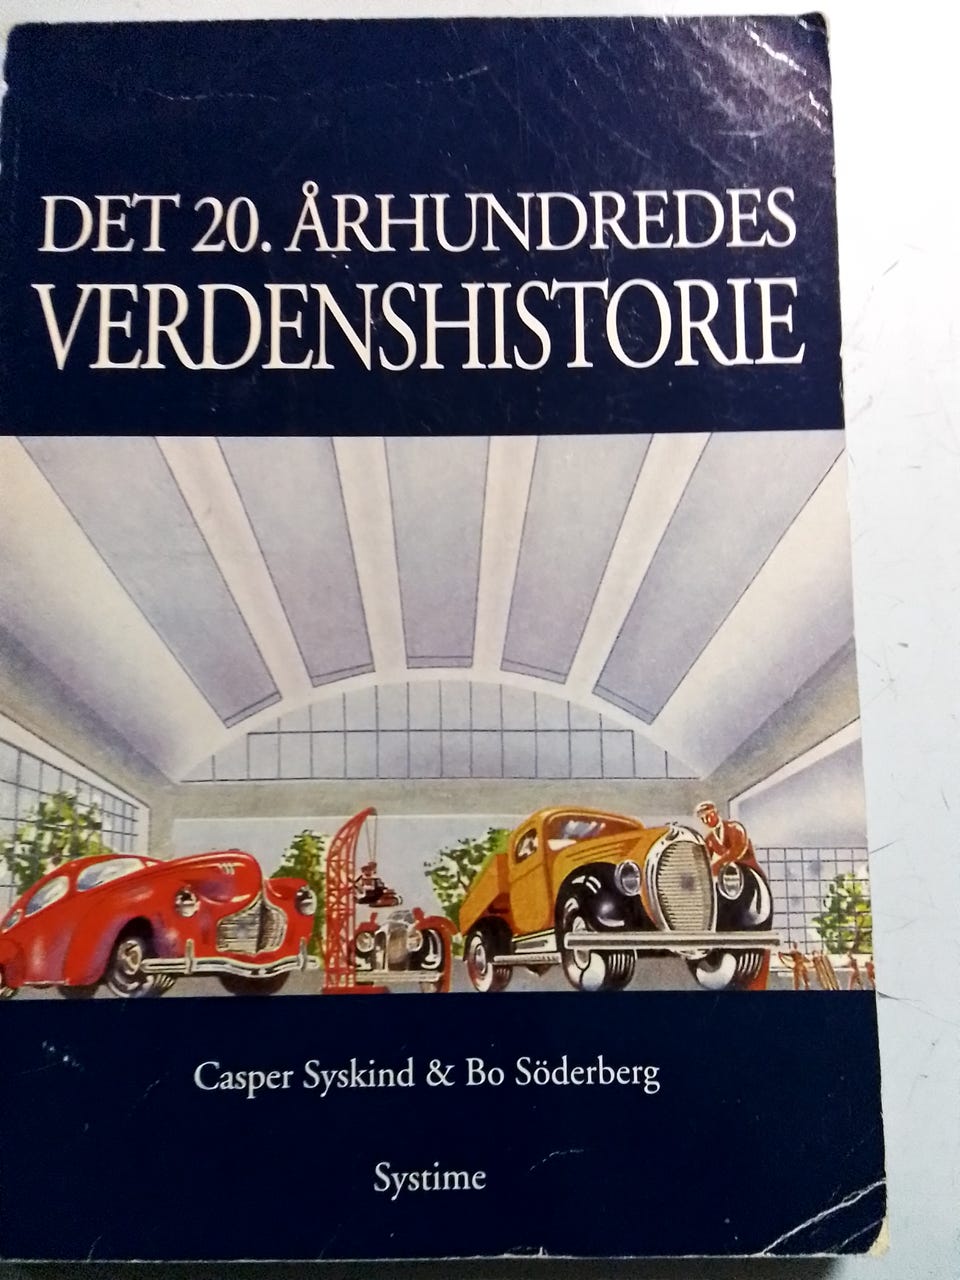 DET 20. ÅRHUNDREDES
VERDENSHISTORIE
Casper Syskind & Bo Söderberg
Systime